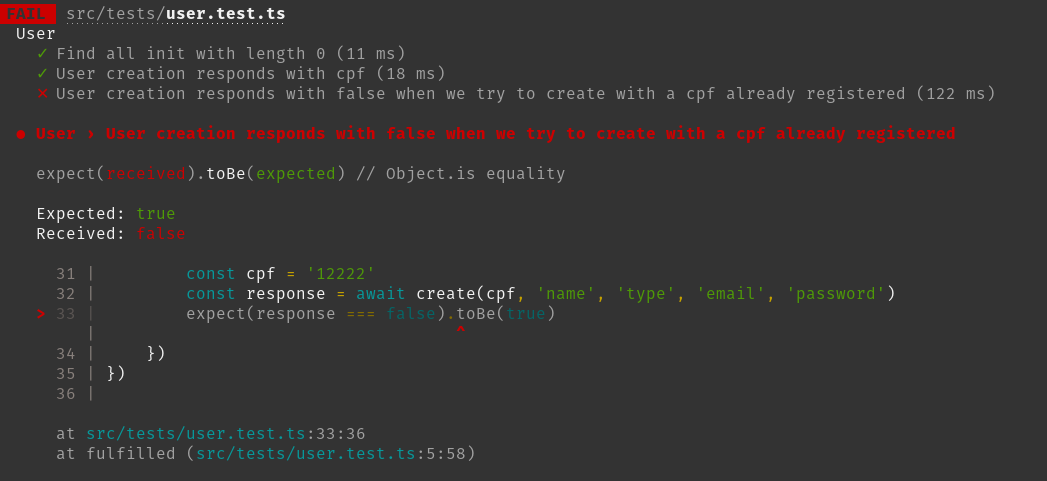 FAIL src/tests/user.test.ts
User
✓ Find all init with length 0 (11 ms)
✓ User creation responds with cpf (18 ms)
✕ User creation responds with false when we try to create with a cpf already registered (122 ms)
● User › User creation responds with false when we try to create with a cpf already registered
expect(received).toBe(expected) // Object.is equality
Expected: true
Received: false
31 | const cpf = '12222'
32 | const response = await create(cpf, 'name', 'type', 'email', 'password')
> 33 | expect(response === false).toBe(true)
| ^
34 | })
35 | })
36 |
at src/tests/user.test.ts:33:36
at fulfilled (src/tests/user.test.ts:5:58)